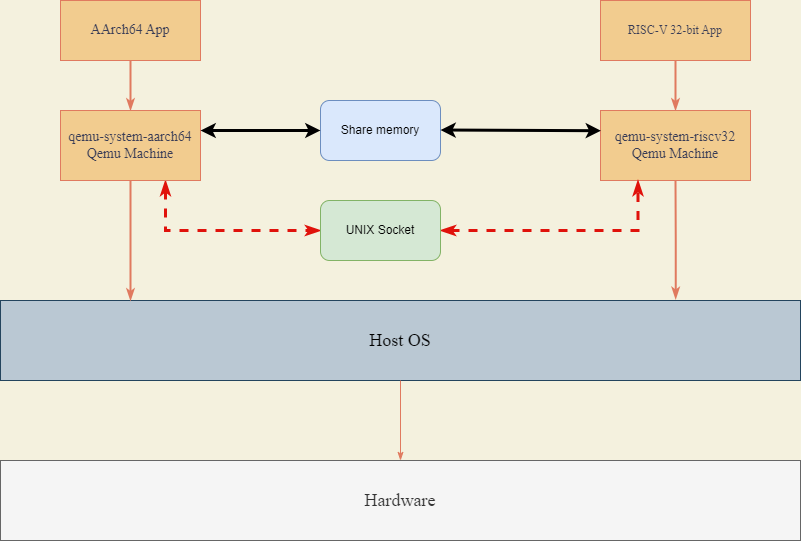 AArch64 App
RISC-V 32-bit App
qemu-system-aarch64
Qemu Machine
Share memory
qemu-system-riscv32
Qemu Machine
UNIX Socket
Host OS
Hardware